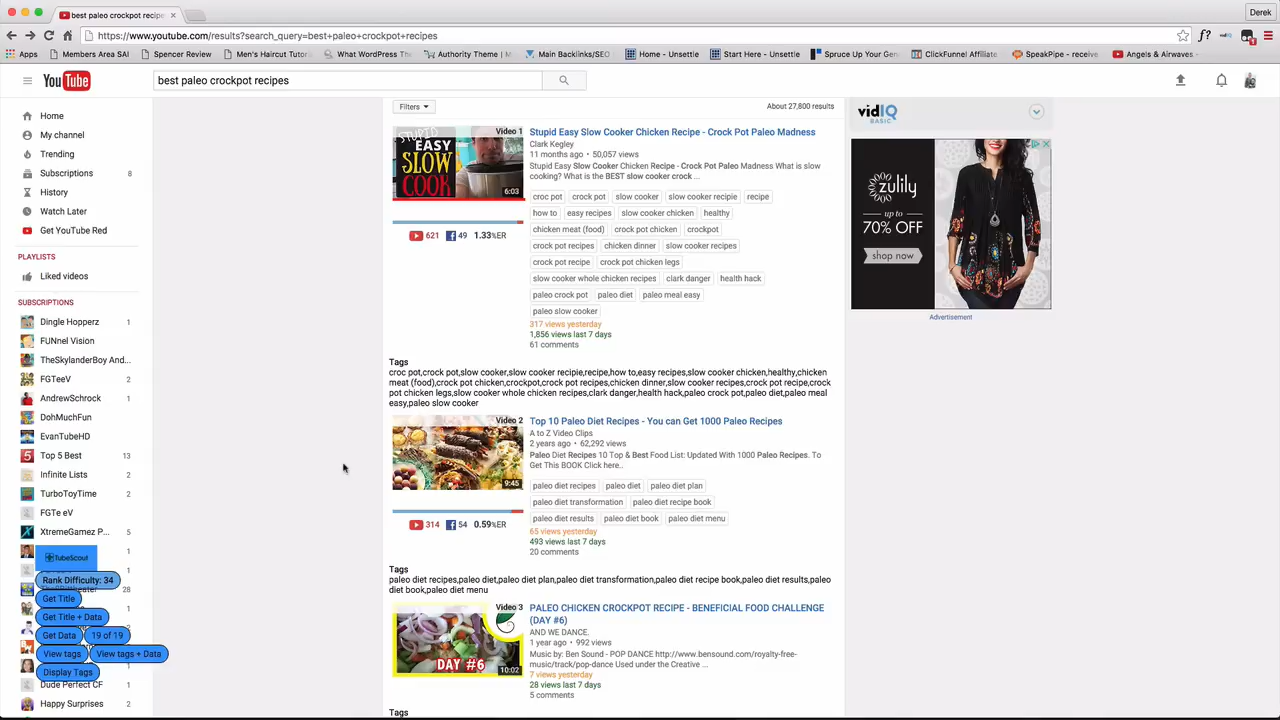 best paleo crockpot recipe
Derek
https://www.youtube.com/results?search_query=best+paleo+crockpot+recipes
Apps
Members Area SAI
Spencer Review
Men's Haircut Tutori
What WordPress Th
Authority Theme | M
Main Backlinks/SEO
Home - Unsettle
Start Here - Unsettle
Spruce Up Your Gen
ClickFunnel Affiliate
SpeakPipe - receive
Angels & Airwaves -
YouTube
best paleo crockpot recipes
Home
My channel
Trending
Subscriptions 8
History
Watch Later
Get YouTube Red
PLAYLISTS
Liked videos
SUBSCRIPTIONS
Dingle Hopperz 1
FUNnel Vision
TheSkylanderBoy And...
FGTeeV 2
AndrewSchrock 1
DohMuchFun
EvanTubeHD
Top 5 Best 13
Infinite Lists 2
TurboToyTime 2
FGTe eV
XtremeGamez P... 5
1
TubeScout
1
Rank Difficulty: 34
28
Get Title
2
Get Title + Data
Get Data
19 of 19
View tags
View tags + Data
Display Tags
1
Dude Perfect CF 1
Happy Surprises 2
Filters
About 27,800 results
STUPID
EASY
SLOW
COOK
Video 1
6:03
621 49 1.33%ER
Stupid Easy Slow Cooker Chicken Recipe - Crock Pot Paleo Madness
Clark Kegley
11 months ago • 50,057 views
Stupid Easy Slow Cooker Chicken Recipe - Crock Pot Paleo Madness What is slow
cooking? What is the BEST slow cooker crock ...
croc pot crock pot slow cooker slow cooker recipie recipe
how to easy recipes slow cooker chicken healthy
chicken meat (food) crock pot chicken crockpot
crock pot recipes chicken dinner slow cooker recipes
crock pot recipe crock pot chicken legs
slow cooker whole chicken recipes clark danger health hack
paleo crock pot paleo diet paleo meal easy
paleo slow cooker
317 views yesterday
1,856 views last 7 days
61 comments
Tags
croc pot,crock pot,slow cooker,slow cooker recipie,recipe,how to,easy recipes,slow cooker chicken,healthy,chicken
meat (food),crock pot chicken,crockpot,crock pot recipes,chicken dinner,slow cooker recipes,crock pot recipe,crock
pot chicken legs,slow cooker whole chicken recipes,clark danger,health hack,paleo crock pot,paleo diet,paleo meal
easy,paleo slow cooker
Video 2
9:45
314 54 0.59%ER
Top 10 Paleo Diet Recipes - You can Get 1000 Paleo Recipes
A to Z Video Clips
2 years ago • 62,292 views
Paleo Diet Recipes 10 Top & Best Food List: Updated With 1000 Paleo Recipes. To
Get This BOOK Click here..
paleo diet recipes paleo diet paleo diet plan
paleo diet transformation paleo diet recipe book
paleo diet results paleo diet book paleo diet menu
65 views yesterday
493 views last 7 days
20 comments
Tags
paleo diet recipes,paleo diet,paleo diet plan,paleo diet transformation,paleo diet recipe book,paleo diet results,paleo
diet book,paleo diet menu
Video 3
DAY #6
10:02
PALEO CHICKEN CROCKPOT RECIPE - BENEFICIAL FOOD CHALLENGE
(DAY #6)
AND WE DANCE.
1 year ago • 992 views
Music by: Ben Sound - POP DANCE http://www.bensound.com/royalty-free-
music/track/pop-dance Used under the Creative ...
7 views yesterday
28 views last 7 days
5 comments
Tags
vidIQ
BASIC
zulily
up to
70% OFF
shop now
Advertisement